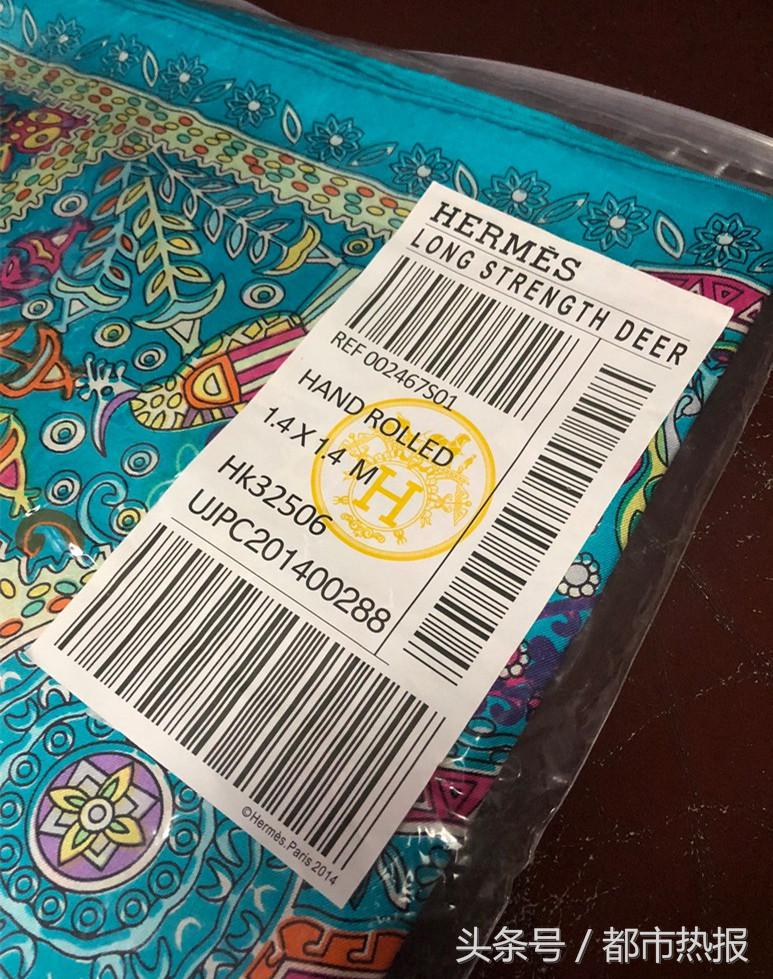 HERMÈS
LONG STRENGTH DEER
REF 002467S01
HAND ROLLED
1.4 X 1.4 M
H
Hk32506
UJPC201400288
©Hermès.Paris 2014
头条号 / 都市热报